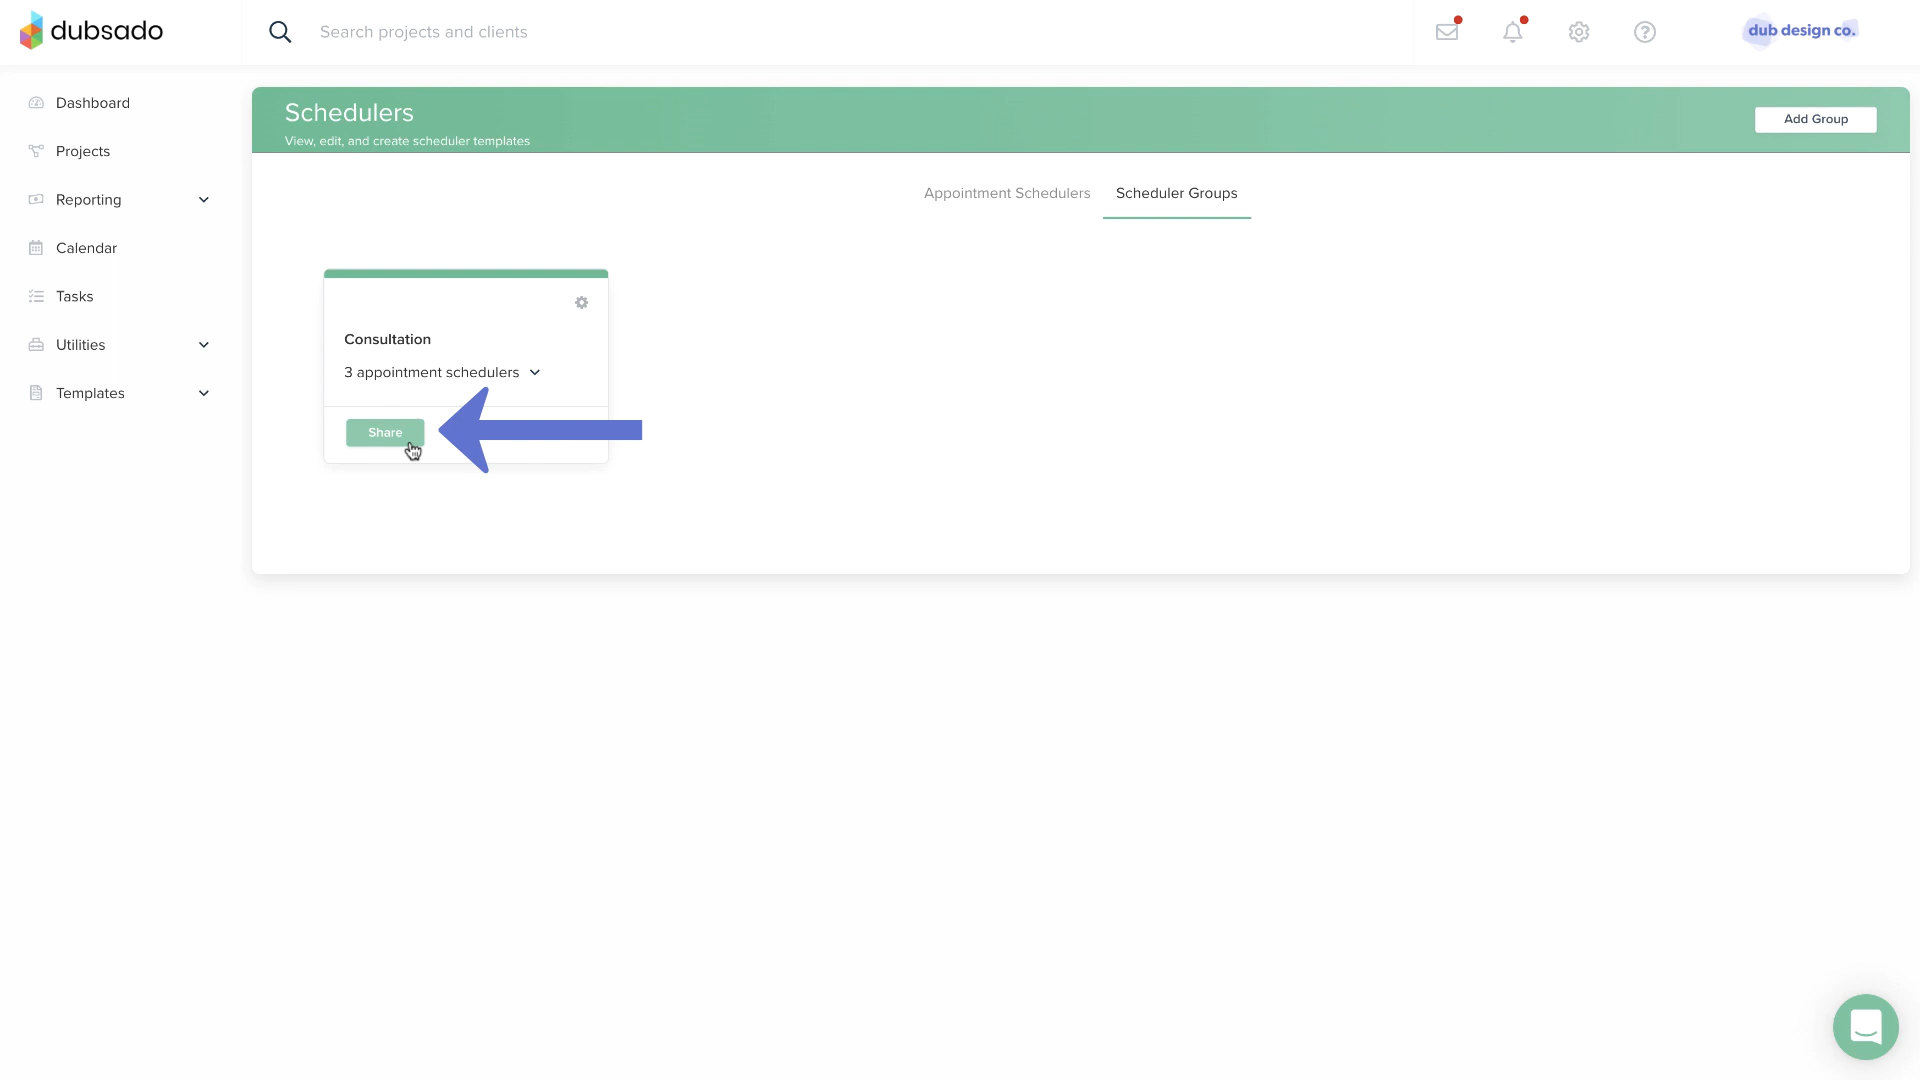 dubsado
Search projects and clients
dub design co.
Dashboard
Projects
Reporting
Calendar
Tasks
Utilities
Templates
Schedulers
View, edit, and create scheduler templates
Add Group
Appointment Schedulers
Scheduler Groups
Consultation
3 appointment schedulers
Share